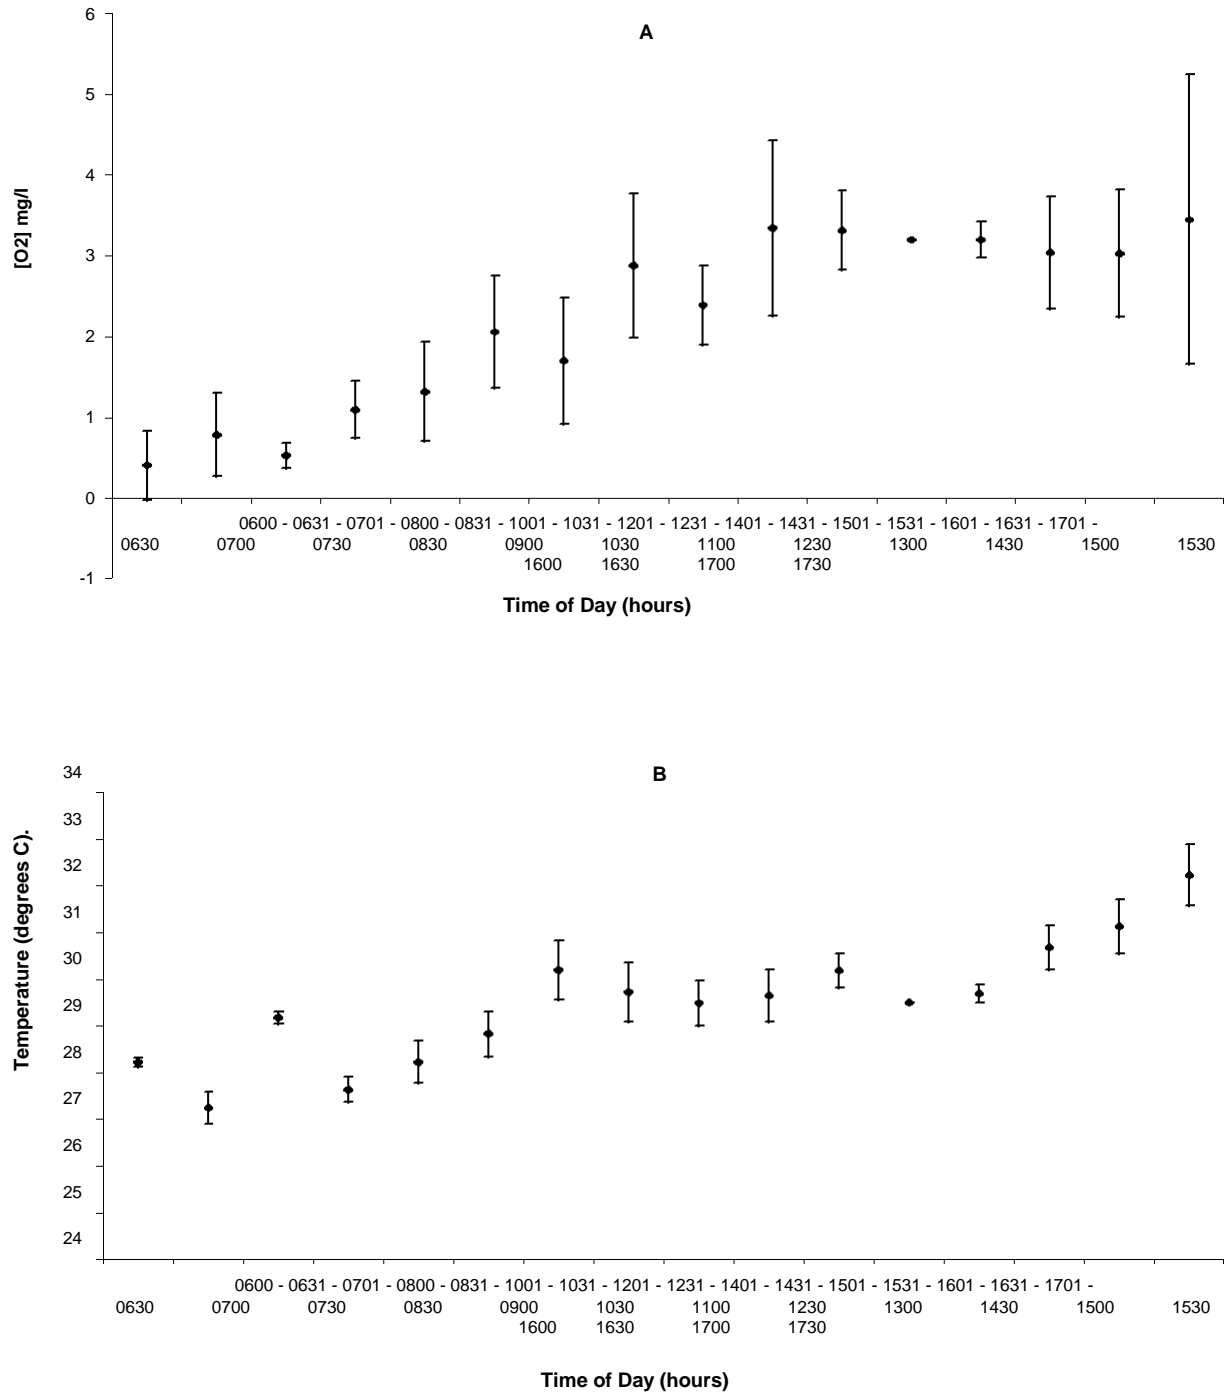 6
A
5
4
[O2] mg/l
3
2
1
0
0600 - 0631 - 0701 - 0800 - 0831 - 1001 - 1031 - 1201 - 1231 - 1401 - 1431 - 1501 - 1531 - 1601 - 1631 - 1701 -
0630 0700 0730 0830 0900 1030 1100 1230 1300 1430 1500 1530
1600 1630 1700 1730
-1
Time of Day (hours)
34
B
33
32
31
30
Temperature (degrees C).
29
28
27
26
25
24
0600 - 0631 - 0701 - 0800 - 0831 - 1001 - 1031 - 1201 - 1231 - 1401 - 1431 - 1501 - 1531 - 1601 - 1631 - 1701 -
0630 0700 0730 0830 0900 1030 1100 1230 1300 1430 1500 1530
1600 1630 1700 1730
Time of Day (hours)